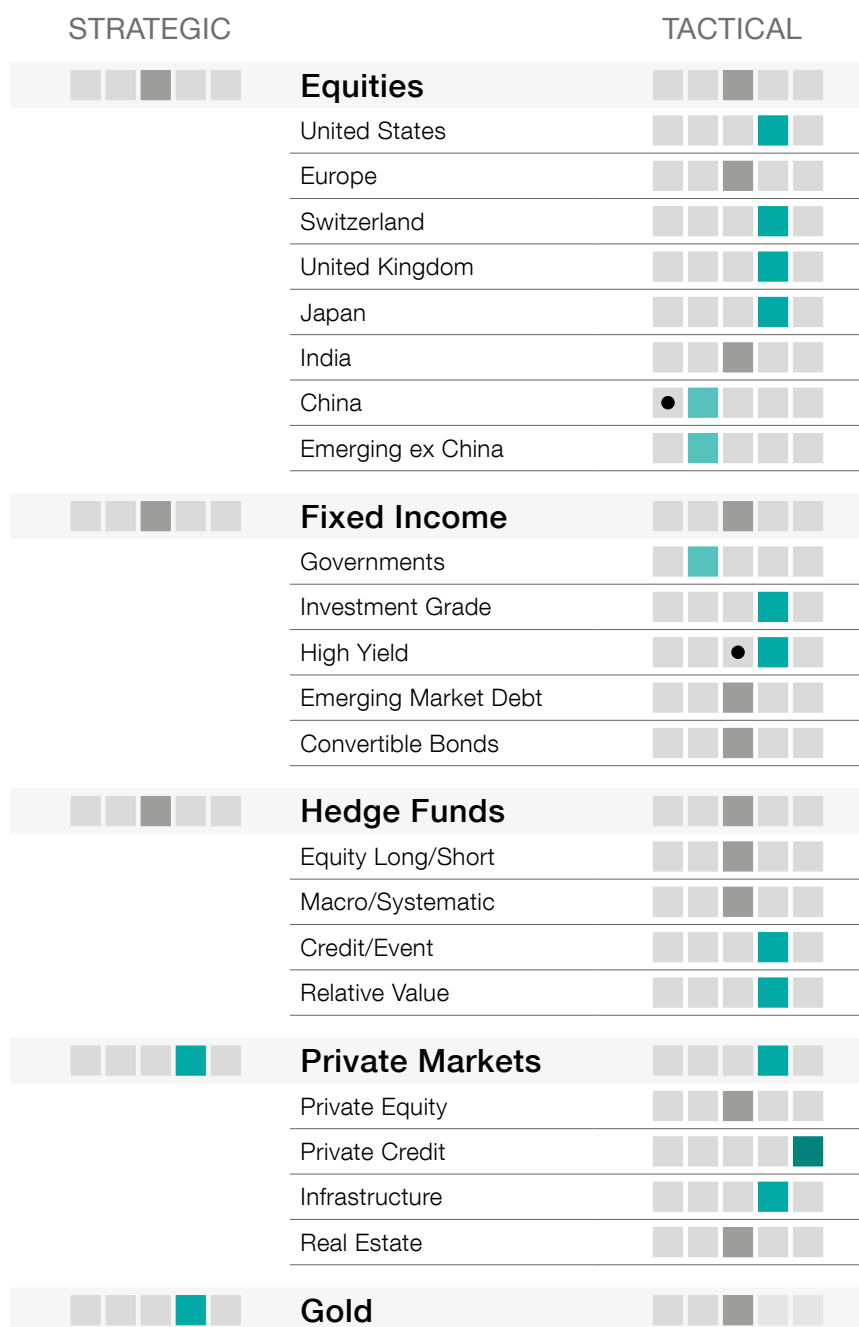 STRATEGIC TACTICAL
Equities
United States
Europe
Switzerland
United Kingdom
Japan
India
China
Emerging ex China
Fixed Income
Governments
Investment Grade
High Yield
Emerging Market Debt
Convertible Bonds
Hedge Funds
Equity Long/Short
Macro/Systematic
Credit/Event
Relative Value
Private Markets
Private Equity
Private Credit
Infrastructure
Real Estate
Gold